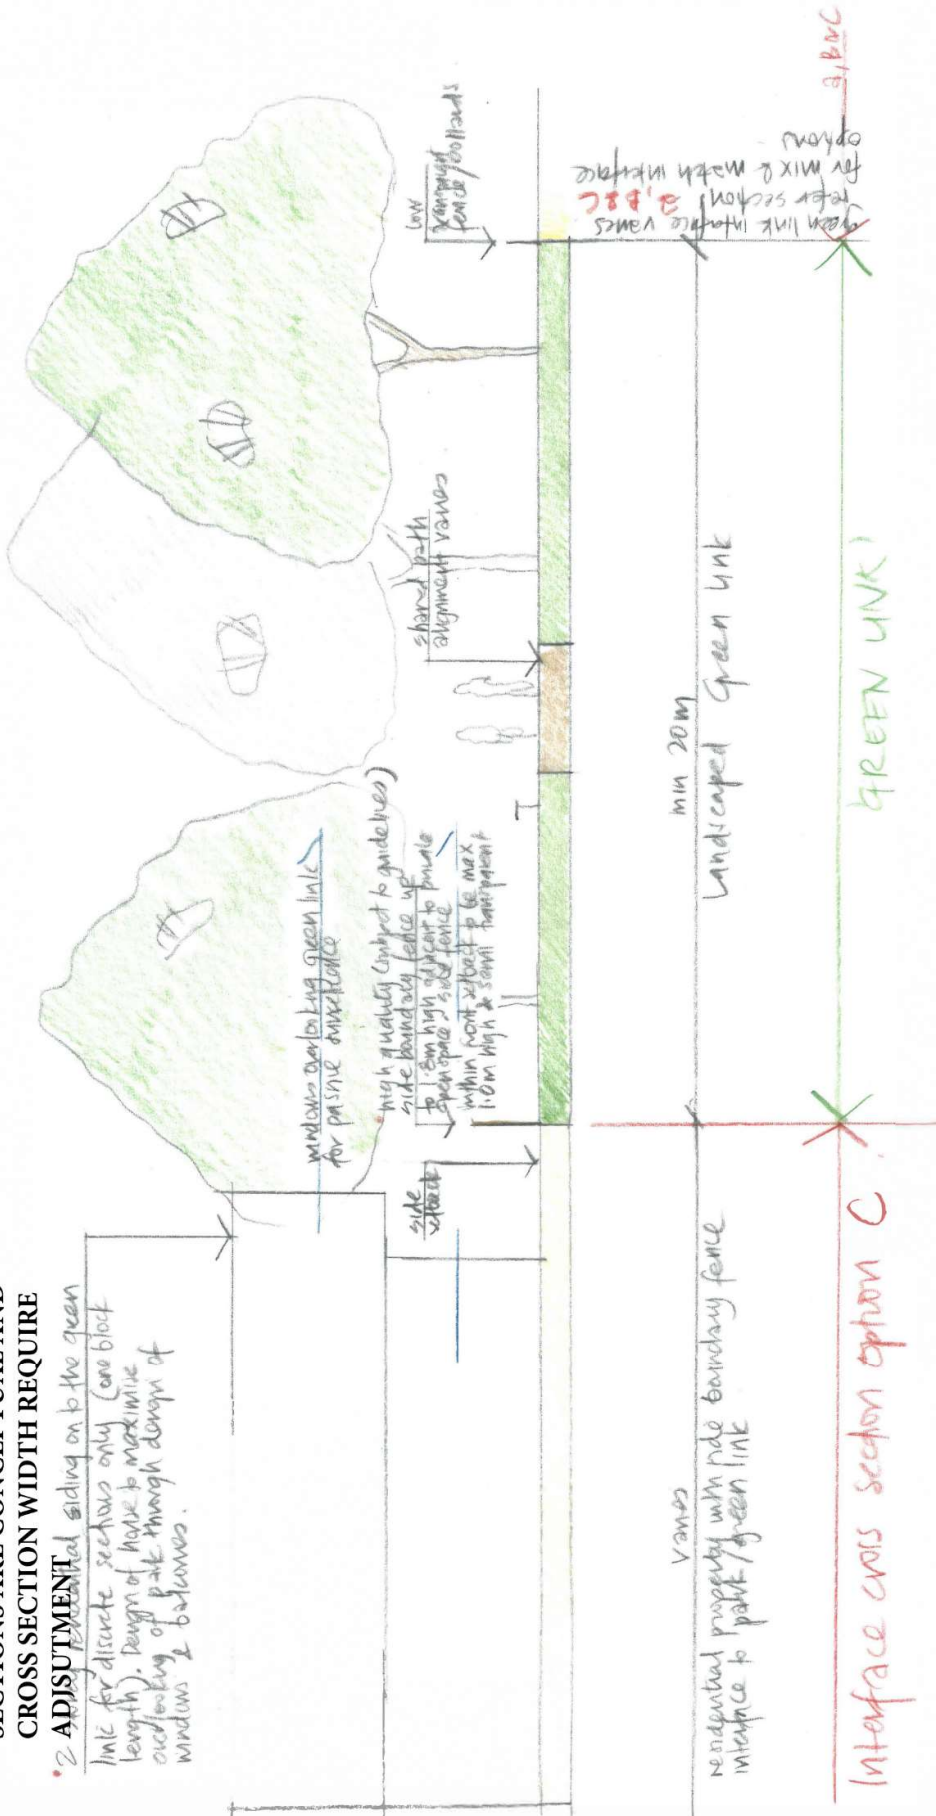 SECTIONS ARE CONCEPTUAL AND
CROSS SECTION WIDTH REQUIRE
ADJSUTMENT
*2 storey residential siding on to the green
link for discrete sections only (one block
length). Design of house to maximise
overlooking of park through design of
windows & balconies.
windows overlooking green link
for passive surveillance
*high quality (subject to guidelines)
side boundary fence up
to 1.8m high adjacent to private
open space. side fence
within front setback to be max
1.0m high & semi transparent
side
setback
shared path
alignment varies
low
transparent
fence/bollards
varies
residential property with side boundary fence
interface to park/green link
min 20m
Landscaped Green Link
green link interface varies
refer section a, B & C
for mix & match interface
options
Interface cross section option C
GREEN LINK
a, B N C